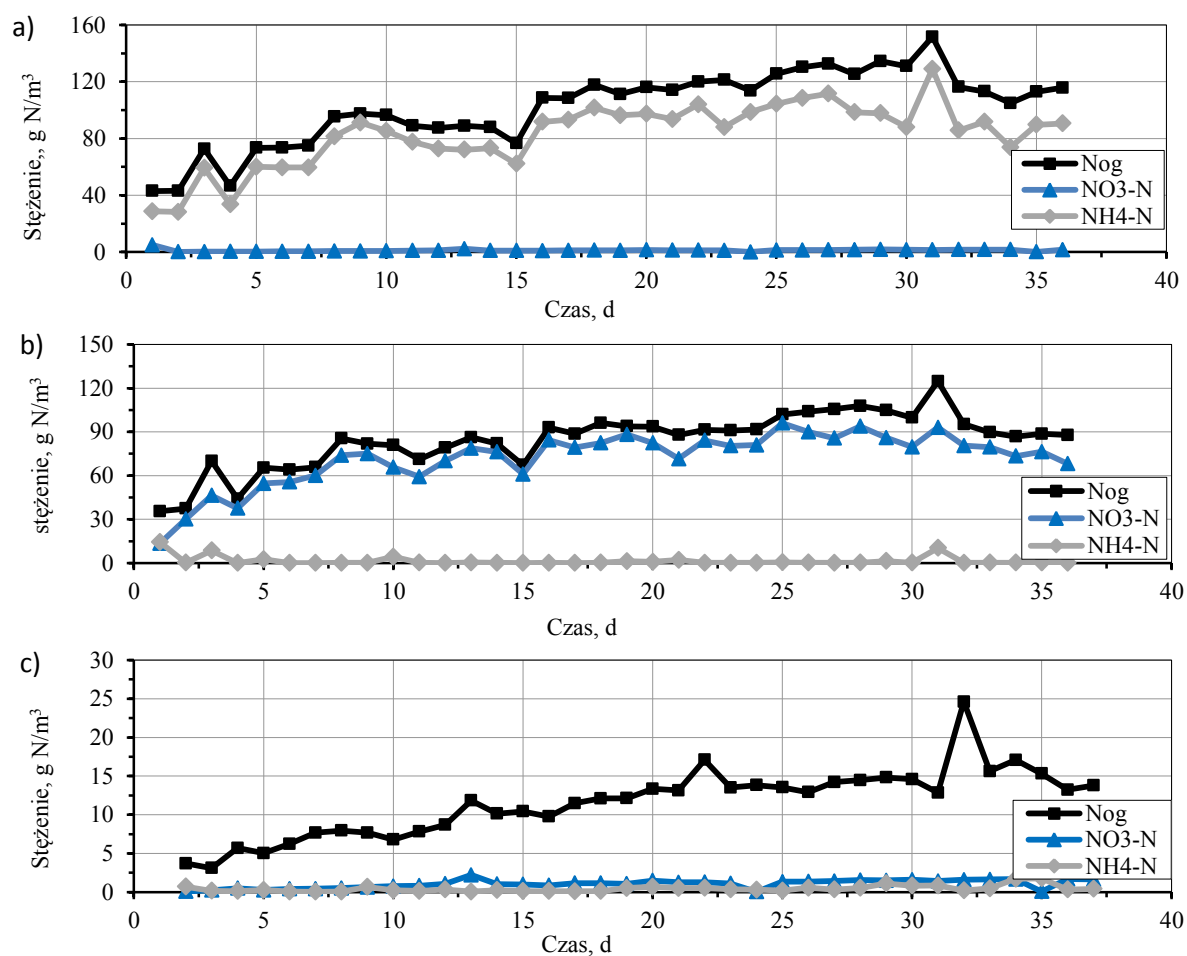 a)
Stężenie,, g N/m³
160
120
80
40
0
0 5 10 15 20 25 30 35 40
Czas, d
Nog
NO3-N
NH4-N
b)
stężenie, g N/m³
150
120
90
60
30
0
0 5 10 15 20 25 30 35 40
Czas, d
Nog
NO3-N
NH4-N
c)
Stężenie, g N/m³
30
25
20
15
10
5
0
0 5 10 15 20 25 30 35 40
Czas, d
Nog
NO3-N
NH4-N